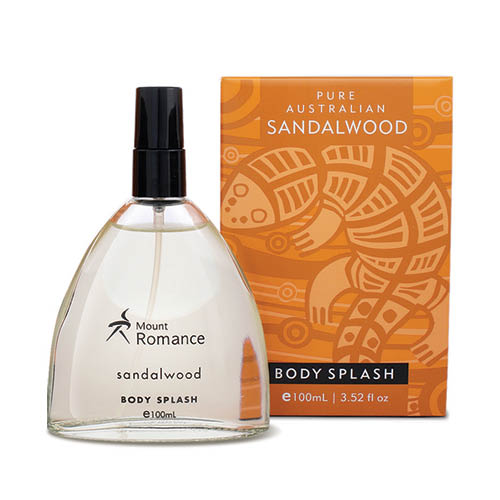 Mount
Romance
sandalwood
BODY SPLASH
℮100mL
PURE
AUSTRALIAN
SANDALWOOD
BODY SPLASH
℮100mL | 3.52 fl oz